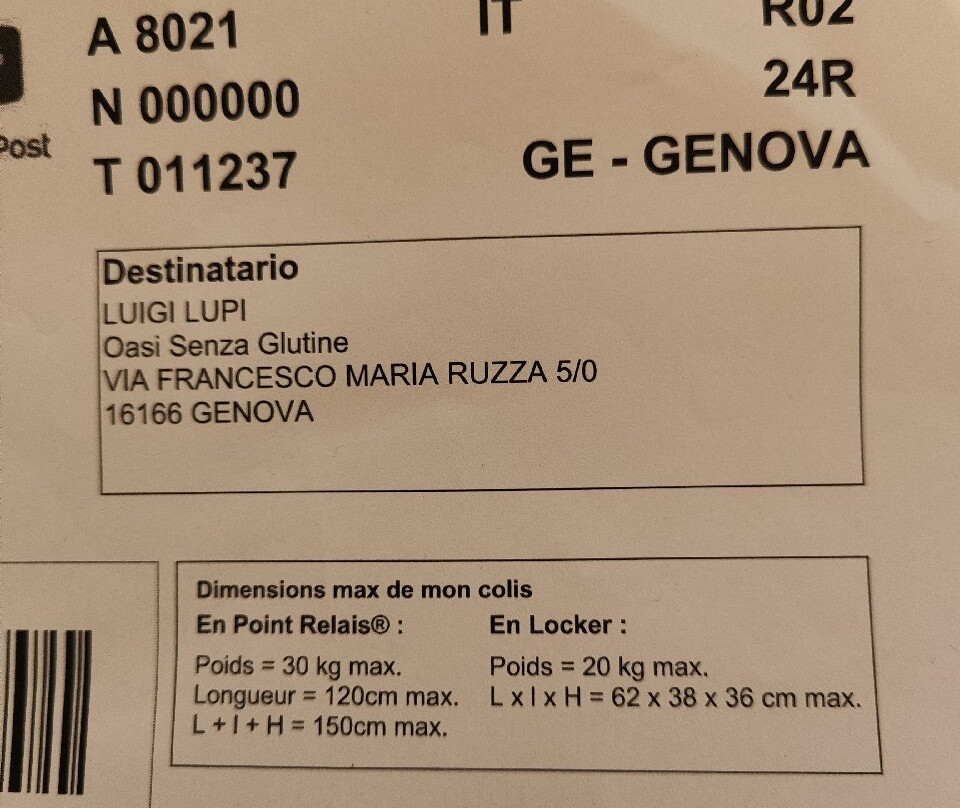 A 8021
IT
R02
N 000000
24R
Post
T 011237
GE - GENOVA
Destinatario
LUIGI LUPI
Oasi Senza Glutine
VIA FRANCESCO MARIA RUZZA 5/0
16166 GENOVA
Dimensions max de mon colis
En Point Relais® :
Poids = 30 kg max.
Longueur = 120cm max.
L + l + H = 150cm max.
En Locker :
Poids = 20 kg max.
L x l x H = 62 x 38 x 36 cm max.